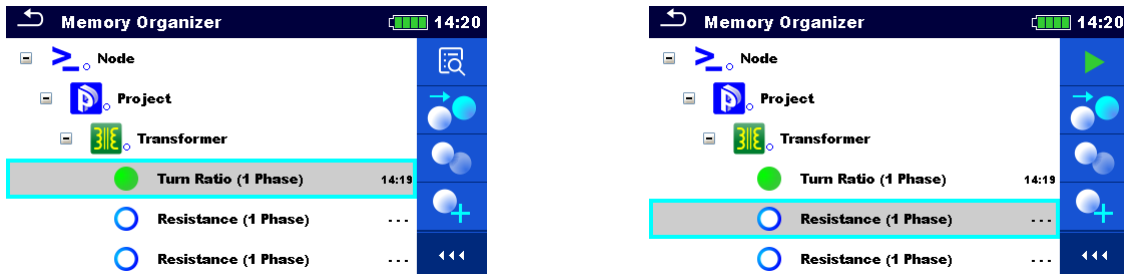 Memory Organizer 14:20
Node
Project
Transformer
Turn Ratio (1 Phase) 14:19
Resistance (1 Phase) ---
Resistance (1 Phase) ---
Memory Organizer 14:20
Node
Project
Transformer
Turn Ratio (1 Phase) 14:19
Resistance (1 Phase) ---
Resistance (1 Phase) ---